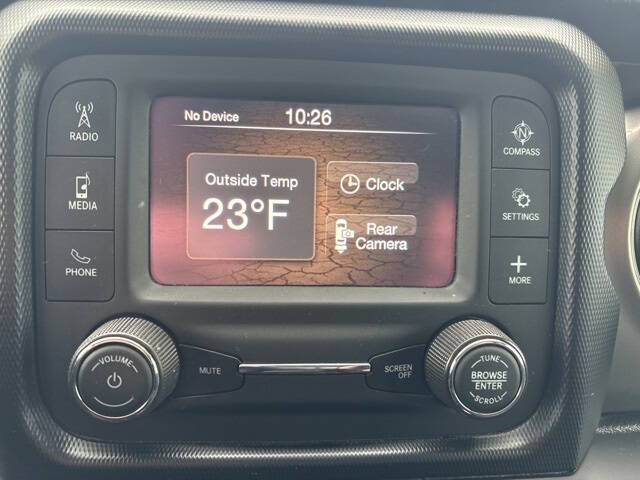 No Device 10:26
Outside Temp
23°F
Clock
Rear
Camera
RADIO
MEDIA
PHONE
N
COMPASS
SETTINGS
+
MORE
VOLUME
MUTE
SCREEN
OFF
TUNE
BROWSE
ENTER
SCROLL